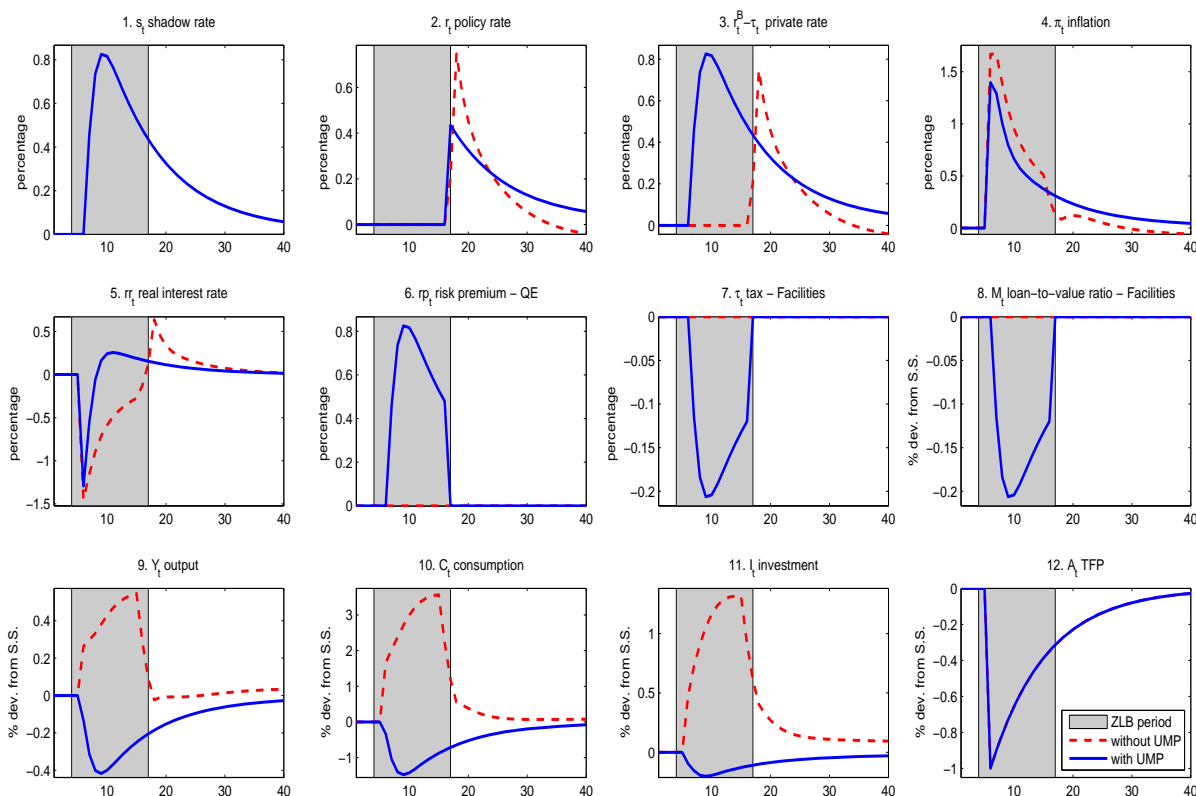 1. s_t shadow rate
percentage
0.8
0.6
0.4
0.2
0
10 20 30 40
2. r_t policy rate
percentage
0.8
0.6
0.4
0.2
0
10 20 30 40
3. r_t^B−τ_t private rate
percentage
0.8
0.6
0.4
0.2
0
10 20 30 40
4. π_t inflation
percentage
1.5
1
0.5
0
10 20 30 40
5. rr_t real interest rate
percentage
0.5
0
−0.5
−1
−1.5
10 20 30 40
6. rp_t risk premium − QE
percentage
0.8
0.6
0.4
0.2
0
10 20 30 40
7. τ_t tax − Facilities
percentage
0
−0.05
−0.1
−0.15
−0.2
10 20 30 40
8. M_t loan−to−value ratio − Facilities
% dev. from S.S.
0
−0.05
−0.1
−0.15
−0.2
10 20 30 40
9. Y_t output
% dev. from S.S.
0.4
0.2
0
−0.2
−0.4
10 20 30 40
10. C_t consumption
% dev. from S.S.
3
2
1
0
−1
10 20 30 40
11. I_t investment
% dev. from S.S.
1
0.5
0
10 20 30 40
12. A_t TFP
% dev. from S.S.
0
−0.2
−0.4
−0.6
−0.8
−1
10 20 30 40
ZLB period
without UMP
with UMP